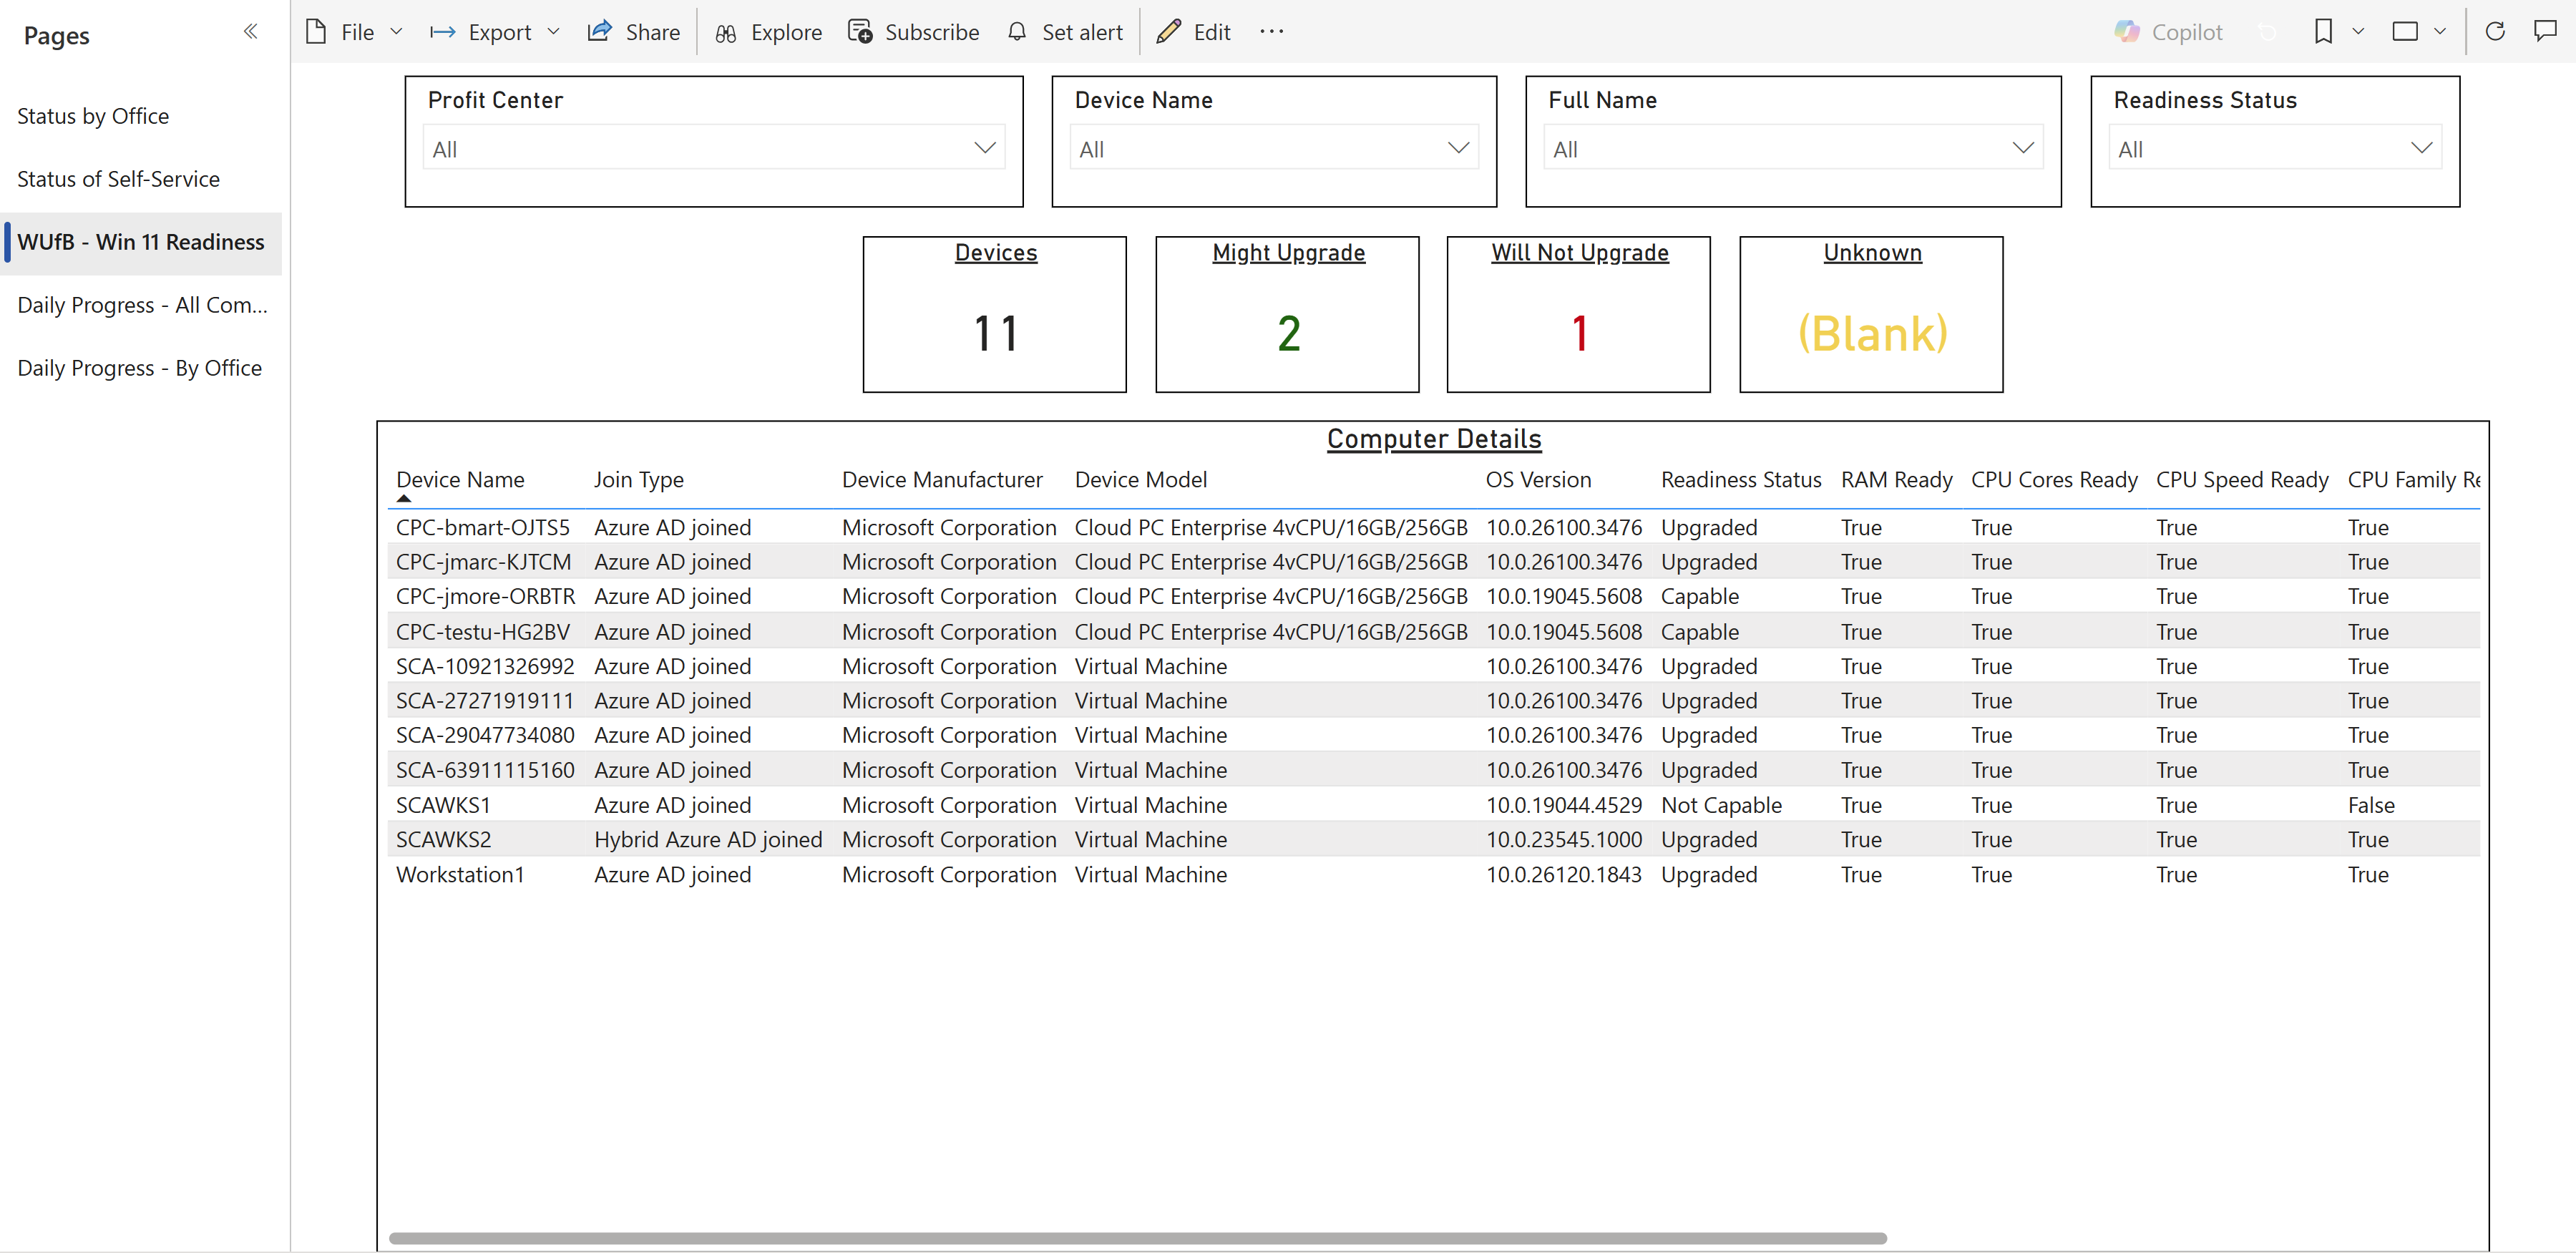 Pages
File Export Share Explore Subscribe Set alert Edit ··· Copilot
Status by Office
Status of Self-Service
WUfB - Win 11 Readiness
Daily Progress - All Com...
Daily Progress - By Office
Profit Center
All
Device Name
All
Full Name
All
Readiness Status
All
Devices
11
Might Upgrade
2
Will Not Upgrade
1
Unknown
(Blank)
Computer Details
Device Name Join Type Device Manufacturer Device Model OS Version Readiness Status RAM Ready CPU Cores Ready CPU Speed Ready CPU Family Re
CPC-bmart-OJTS5 Azure AD joined Microsoft Corporation Cloud PC Enterprise 4vCPU/16GB/256GB 10.0.26100.3476 Upgraded True True True True
CPC-jmarc-KJTCM Azure AD joined Microsoft Corporation Cloud PC Enterprise 4vCPU/16GB/256GB 10.0.26100.3476 Upgraded True True True True
CPC-jmore-ORBTR Azure AD joined Microsoft Corporation Cloud PC Enterprise 4vCPU/16GB/256GB 10.0.19045.5608 Capable True True True True
CPC-testu-HG2BV Azure AD joined Microsoft Corporation Cloud PC Enterprise 4vCPU/16GB/256GB 10.0.19045.5608 Capable True True True True
SCA-10921326992 Azure AD joined Microsoft Corporation Virtual Machine 10.0.26100.3476 Upgraded True True True True
SCA-27271919111 Azure AD joined Microsoft Corporation Virtual Machine 10.0.26100.3476 Upgraded True True True True
SCA-29047734080 Azure AD joined Microsoft Corporation Virtual Machine 10.0.26100.3476 Upgraded True True True True
SCA-63911115160 Azure AD joined Microsoft Corporation Virtual Machine 10.0.26100.3476 Upgraded True True True True
SCAWKS1 Azure AD joined Microsoft Corporation Virtual Machine 10.0.19044.4529 Not Capable True True True False
SCAWKS2 Hybrid Azure AD joined Microsoft Corporation Virtual Machine 10.0.23545.1000 Upgraded True True True True
Workstation1 Azure AD joined Microsoft Corporation Virtual Machine 10.0.26120.1843 Upgraded True True True True